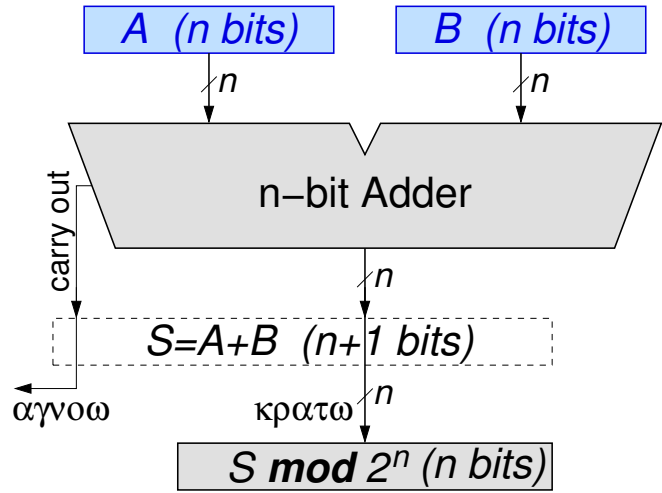 A (n bits) B (n bits)
n n
n−bit Adder
carry out
n
S=A+B (n+1 bits)
αγνοω κρατω n
S mod 2ⁿ (n bits)